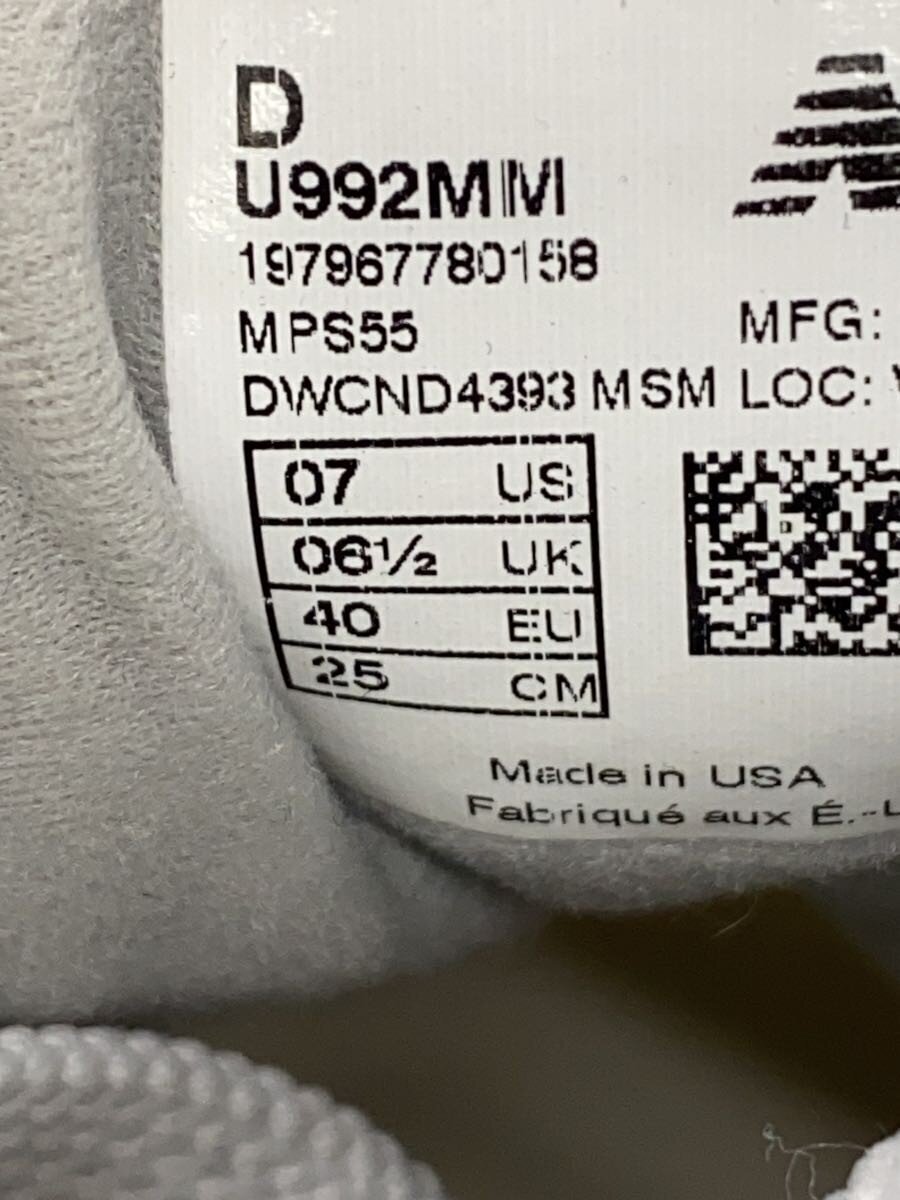 D
U992MM
197967780158
MPS55
MFG:
DWCND4393 MSM LOC:
07 US
06½ UK
40 EU
25 CM
Made in USA
Fabriqué aux É.-